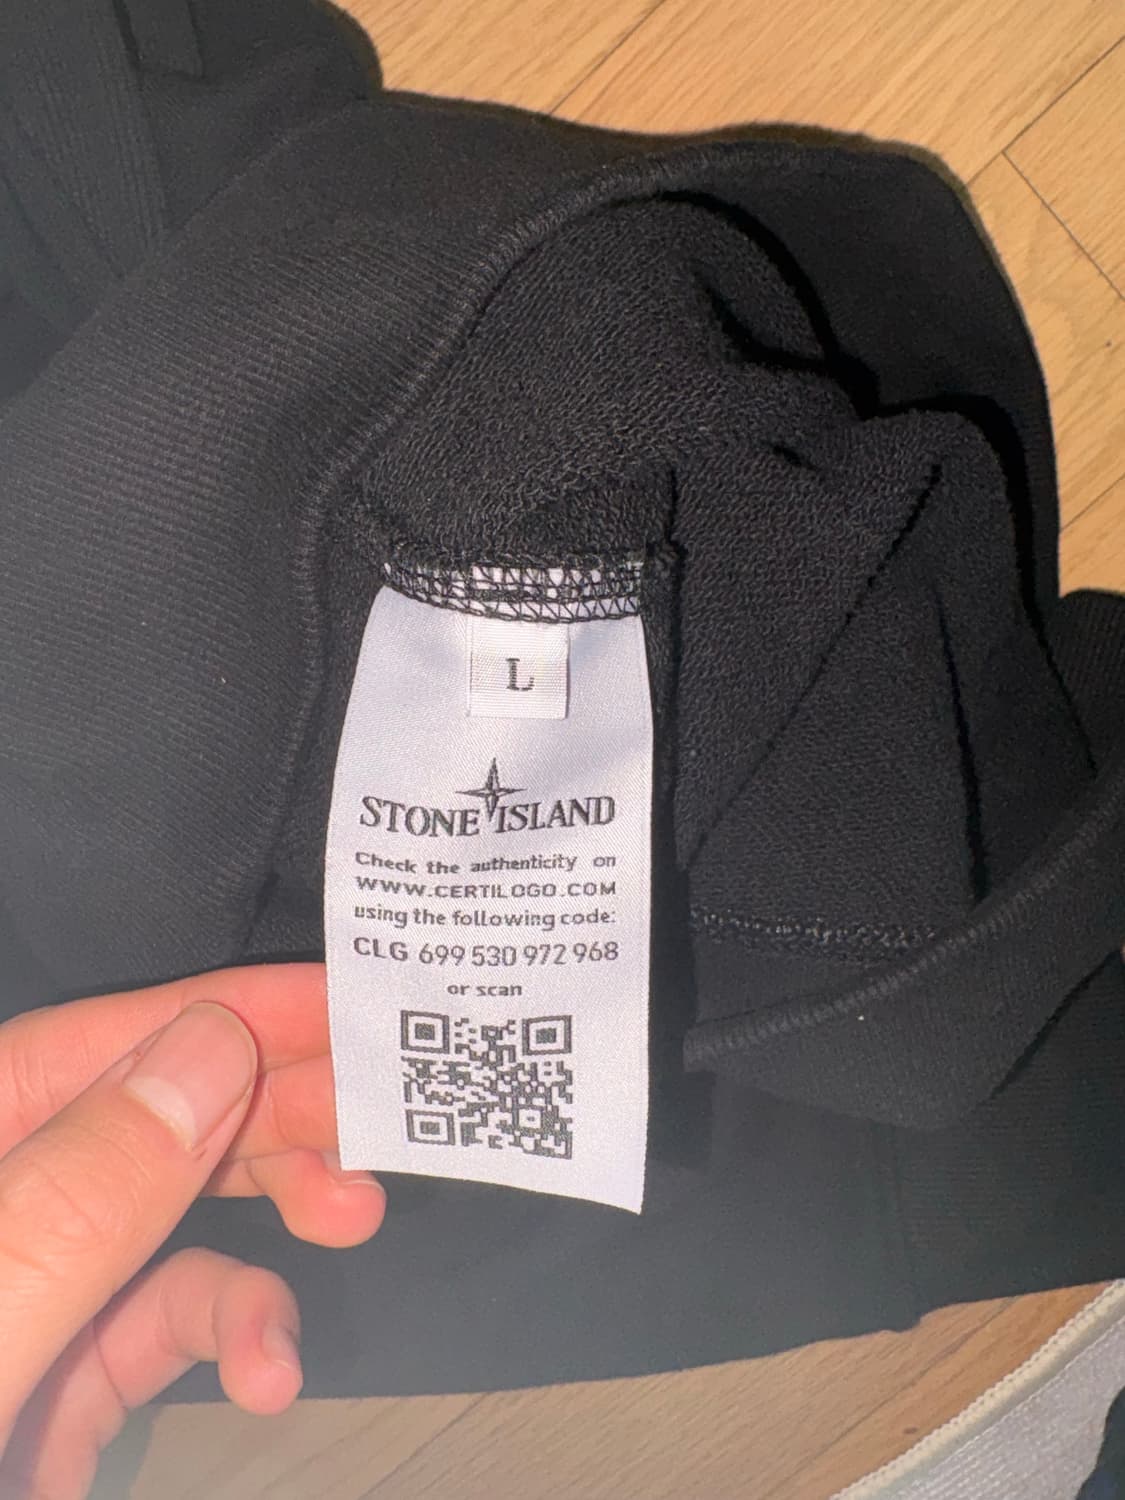 L
STONE ISLAND
Check the authenticity on
WWW.CERTILOGO.COM
using the following code:
CLG 699 530 972 968
or scan